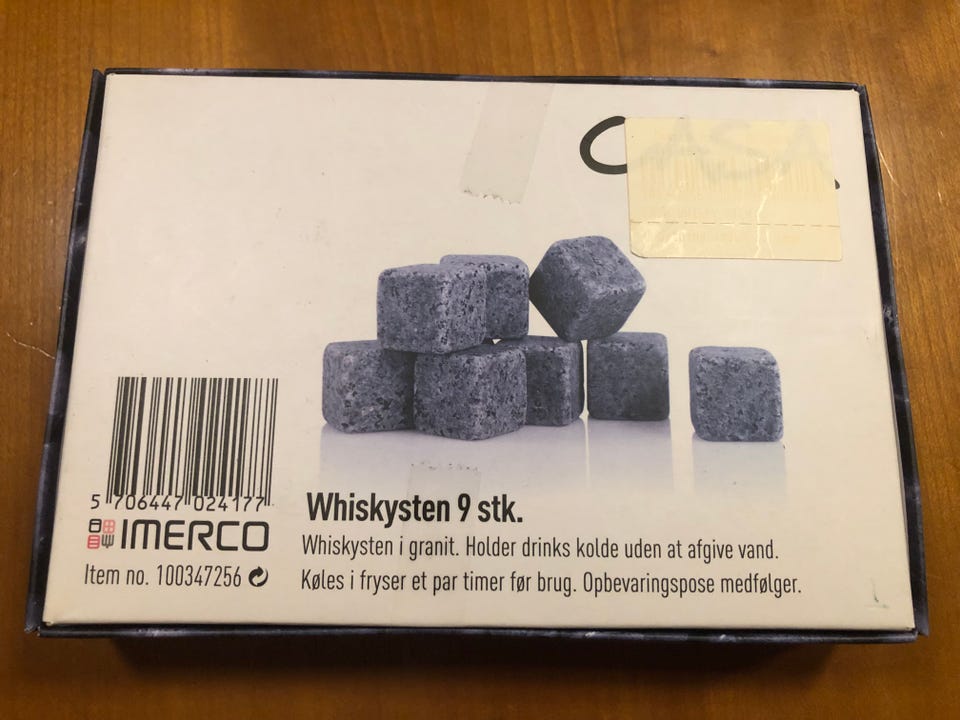 CASA
Whiskysten 9 stk.
Whiskysten i granit. Holder drinks kolde uden at afgive vand.
Køles i fryser et par timer før brug. Opbevaringspose medfølger.
5 706447 024177
IMERCO
Item no. 100347256